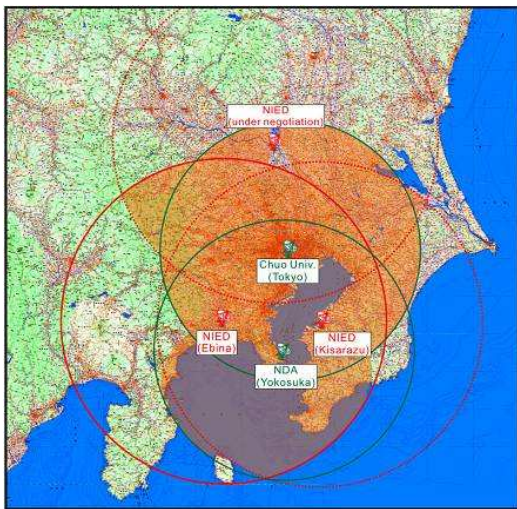 NIED
(under negotiation)
Chuo Univ.
(Tokyo)
NIED
(Ebina)
NIED
(Kisarazu)
NDA
(Yokosuka)